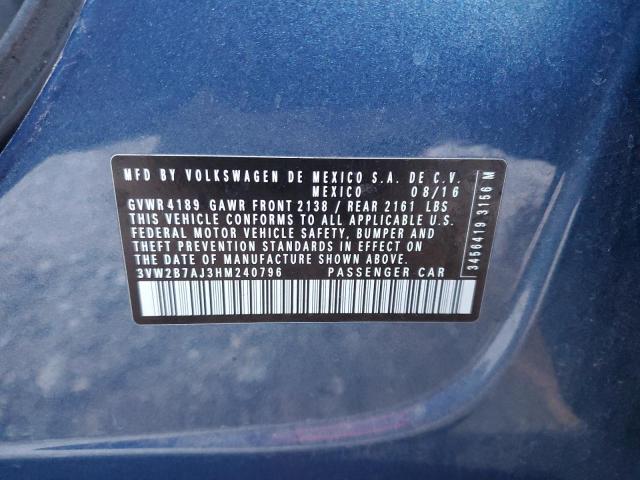 MFD BY VOLKSWAGEN DE MEXICO S.A. DE C.V.
MEXICO 08/16
GVWR 4189 GAWR FRONT 2138 / REAR 2161 LBS
THIS VEHICLE CONFORMS TO ALL APPLICABLE U.S.
FEDERAL MOTOR VEHICLE SAFETY, BUMPER AND
THEFT PREVENTION STANDARDS IN EFFECT ON
THE DATE OF MANUFACTURE SHOWN ABOVE
3VW2B7AJ3HM240796 PASSENGER CAR
3456419 3156 M